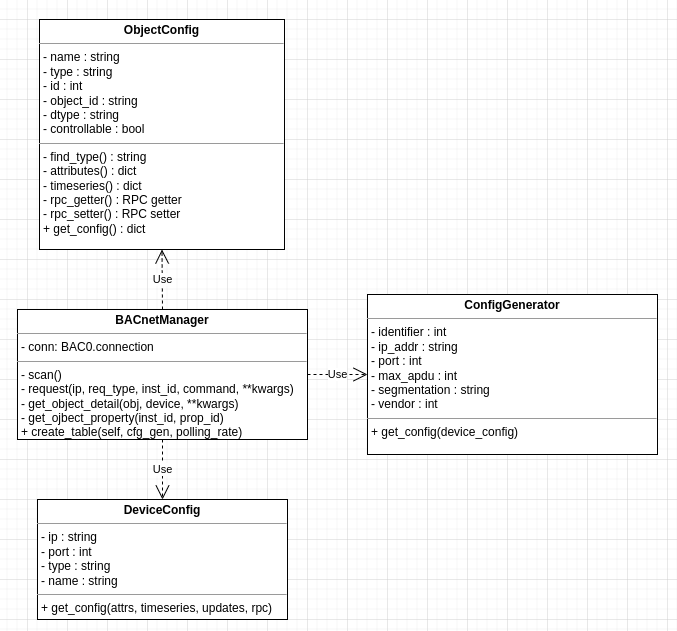 ObjectConfig
- name : string
- type : string
- id : int
- object_id : string
- dtype : string
- controllable : bool
- find_type() : string
- attributes() : dict
- timeseries() : dict
- rpc_getter() : RPC getter
- rpc_setter() : RPC setter
+ get_config() : dict
Use
BACnetManager
- conn: BAC0.connection
- scan()
- request(ip, req_type, inst_id, command, **kwargs)
- get_object_detail(obj, device, **kwargs)
- get_ojbect_property(inst_id, prop_id)
+ create_table(self, cfg_gen, polling_rate)
Use
ConfigGenerator
- identifier : int
- ip_addr : string
- port : int
- max_apdu : int
- segmentation : string
- vendor : int
+ get_config(device_config)
Use
DeviceConfig
- ip : string
- port : int
- type : string
- name : string
+ get_config(attrs, timeseries, updates, rpc)